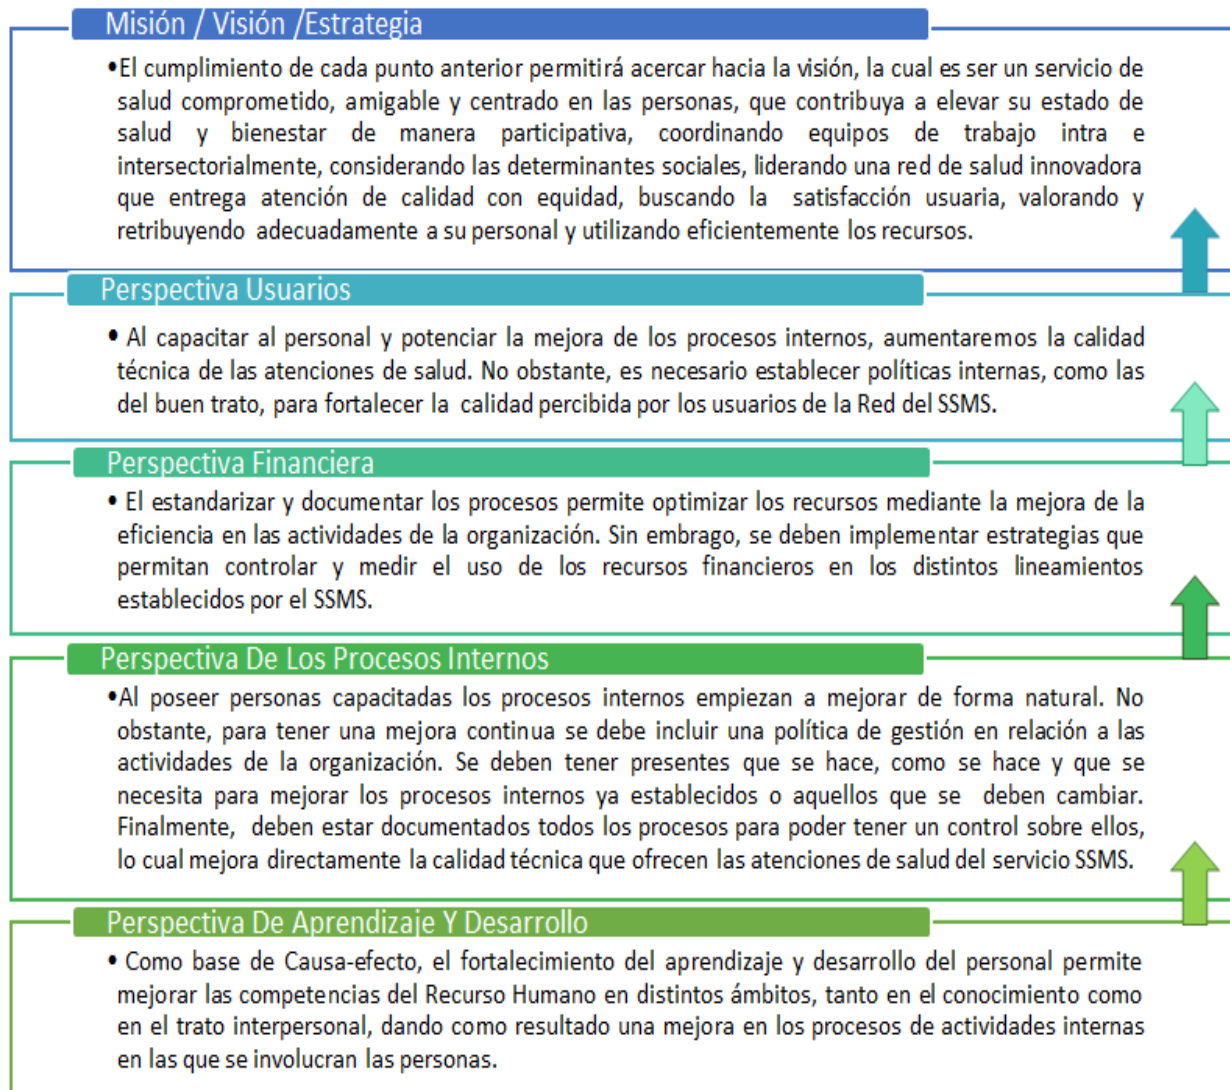 Misión / Visión /Estrategia
•El cumplimiento de cada punto anterior permitirá acercar hacia la visión, la cual es ser un servicio de
salud comprometido, amigable y centrado en las personas, que contribuya a elevar su estado de
salud y bienestar de manera participativa, coordinando equipos de trabajo intra e
intersectorialmente, considerando las determinantes sociales, liderando una red de salud innovadora
que entrega atención de calidad con equidad, buscando la satisfacción usuaria, valorando y
retribuyendo adecuadamente a su personal y utilizando eficientemente los recursos.
Perspectiva Usuarios
• Al capacitar al personal y potenciar la mejora de los procesos internos, aumentaremos la calidad
técnica de las atenciones de salud. No obstante, es necesario establecer políticas internas, como las
del buen trato, para fortalecer la calidad percibida por los usuarios de la Red del SSMS.
Perspectiva Financiera
• El estandarizar y documentar los procesos permite optimizar los recursos mediante la mejora de la
eficiencia en las actividades de la organización. Sin embrago, se deben implementar estrategias que
permitan controlar y medir el uso de los recursos financieros en los distintos lineamientos
establecidos por el SSMS.
Perspectiva De Los Procesos Internos
•Al poseer personas capacitadas los procesos internos empiezan a mejorar de forma natural. No
obstante, para tener una mejora continua se debe incluir una política de gestión en relación a las
actividades de la organización. Se deben tener presentes que se hace, como se hace y que se
necesita para mejorar los procesos internos ya establecidos o aquellos que se deben cambiar.
Finalmente, deben estar documentados todos los procesos para poder tener un control sobre ellos,
lo cual mejora directamente la calidad técnica que ofrecen las atenciones de salud del servicio SSMS.
Perspectiva De Aprendizaje Y Desarrollo
• Como base de Causa-efecto, el fortalecimiento del aprendizaje y desarrollo del personal permite
mejorar las competencias del Recurso Humano en distintos ámbitos, tanto en el conocimiento como
en el trato interpersonal, dando como resultado una mejora en los procesos de actividades internas
en las que se involucran las personas.